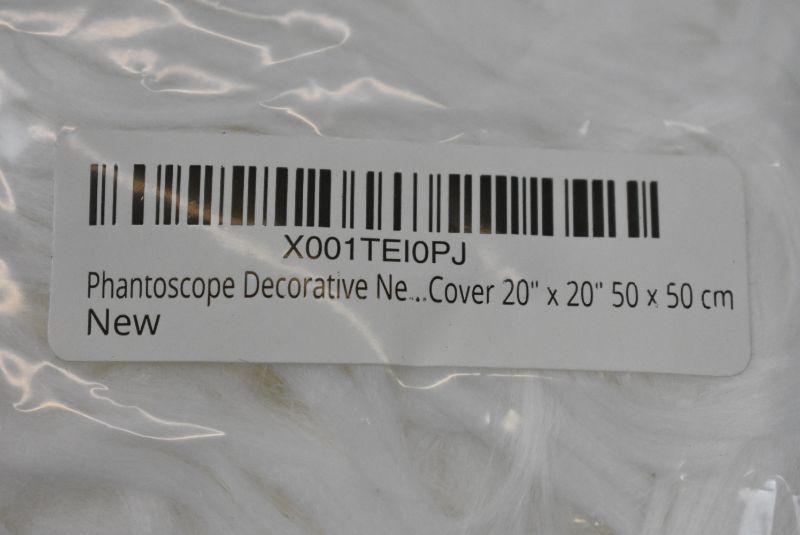 X001TEI0PJ
Phantoscope Decorative Ne...Cover 20" x 20" 50 x 50 cm
New